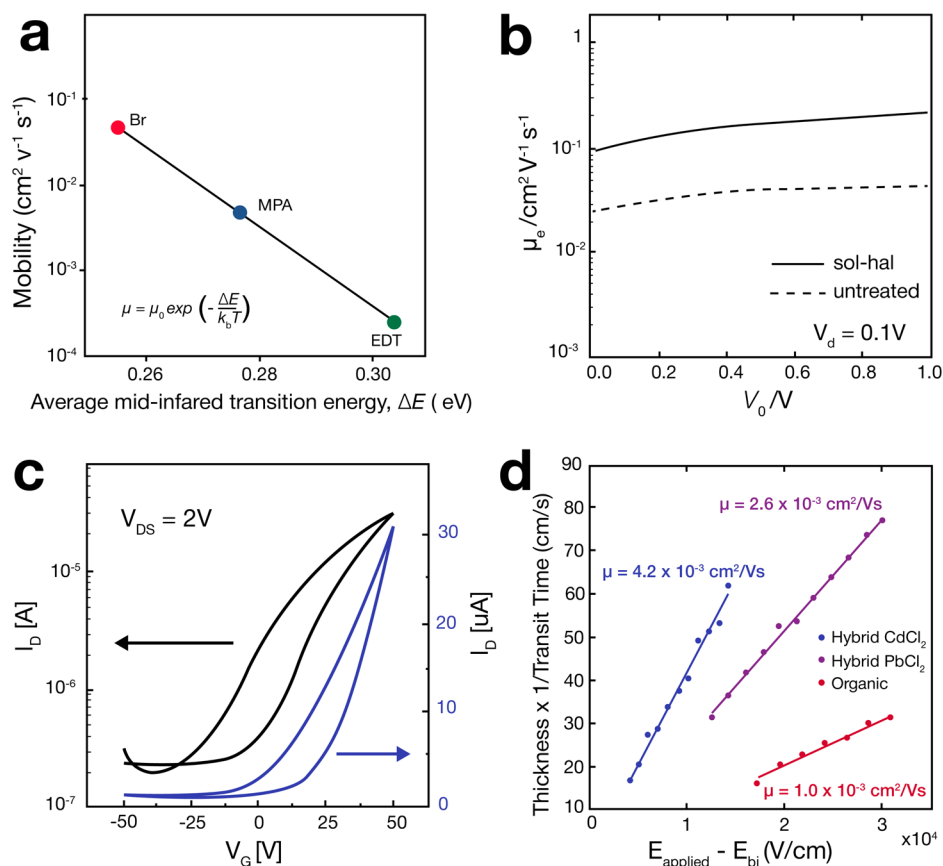 a
Mobility (cm² v⁻¹ s⁻¹)
10⁻¹
10⁻²
10⁻³
10⁻⁴
Br
MPA
EDT
μ = μ₀ exp (-ΔE/k_bT)
0.26
0.28
0.30
Average mid-infared transition energy, ΔE ( eV)
b
μₑ /cm² V⁻¹ s⁻¹
1
10⁻¹
10⁻²
10⁻³
sol-hal
untreated
V_d = 0.1V
0.0
0.2
0.4
0.6
0.8
1.0
V₀ /V
c
V_DS = 2V
I_D [A]
10⁻⁵
10⁻⁶
10⁻⁷
30
20
10
0
I_D [uA]
-50
-25
0
25
50
V_G [V]
d
Thickness x 1/Transit Time (cm/s)
90
80
70
60
50
40
30
20
10
μ = 2.6 x 10⁻³ cm²/Vs
μ = 4.2 x 10⁻³ cm²/Vs
Hybrid CdCl₂
Hybrid PbCl₂
Organic
μ = 1.0 x 10⁻³ cm²/Vs
0
1
2
3
x10⁴
E_applied - E_bi (V/cm)